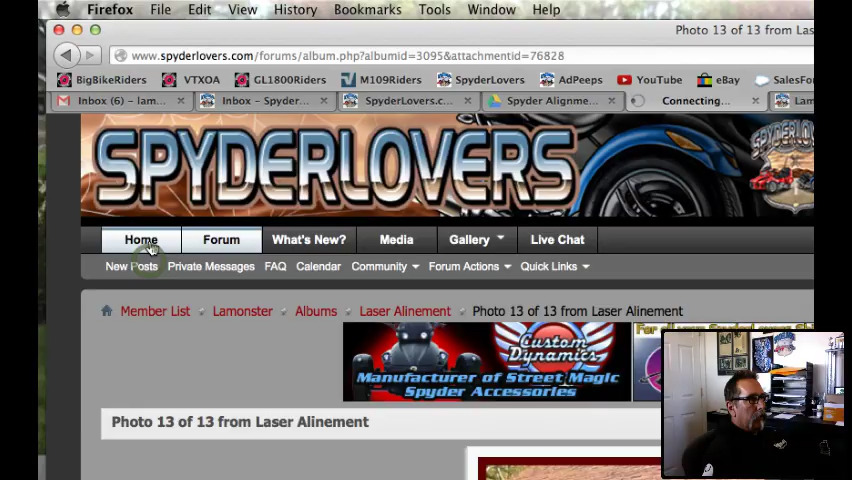 Firefox File Edit View History Bookmarks Tools Window Help
Photo 13 of 13 from La
www.spyderlovers.com/forums/album.php?albumid=3095&attachmentid=76828
BigBikeRiders VTXOA GL1800Riders M109Riders SpyderLovers AdPeeps YouTube eBay SalesFo
Inbox (6) – lam... Inbox – Spyder... SpyderLovers.c... Spyder Alignme... Connecting... Lam
SPYDERLOVERS
Home Forum What's New? Media Gallery Live Chat
New Posts Private Messages FAQ Calendar Community Forum Actions Quick Links
Member List Lamonster Albums Laser Alinement Photo 13 of 13 from Laser Alinement
Custom
Dynamics
Manufacturer of Street Magic
Spyder Accessories
Photo 13 of 13 from Laser Alinement